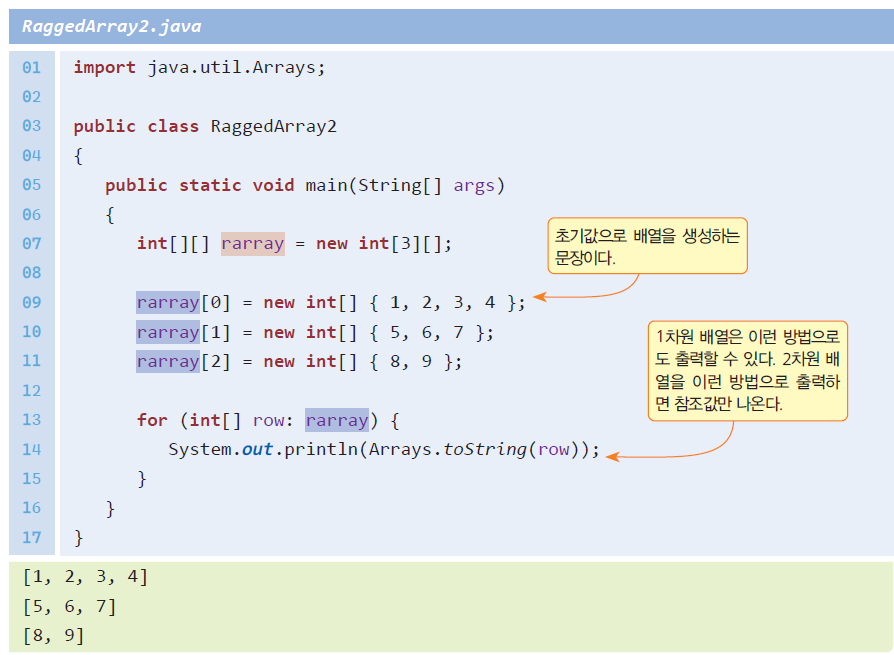 RaggedArray2.java
01 import java.util.Arrays;
02
03 public class RaggedArray2
04 {
05 public static void main(String[] args)
06 {
07 int[][] rarray = new int[3][];
초기값으로 배열을 생성하는
문장이다.
08
09 rarray[0] = new int[] { 1, 2, 3, 4 };
10 rarray[1] = new int[] { 5, 6, 7 };
11 rarray[2] = new int[] { 8, 9 };
1차원 배열은 이런 방법으로
도 출력할 수 있다. 2차원 배
열을 이런 방법으로 출력하
면 참조값만 나온다.
12
13 for (int[] row: rarray) {
14 System.out.println(Arrays.toString(row));
15 }
16 }
17 }
[1, 2, 3, 4]
[5, 6, 7]
[8, 9]